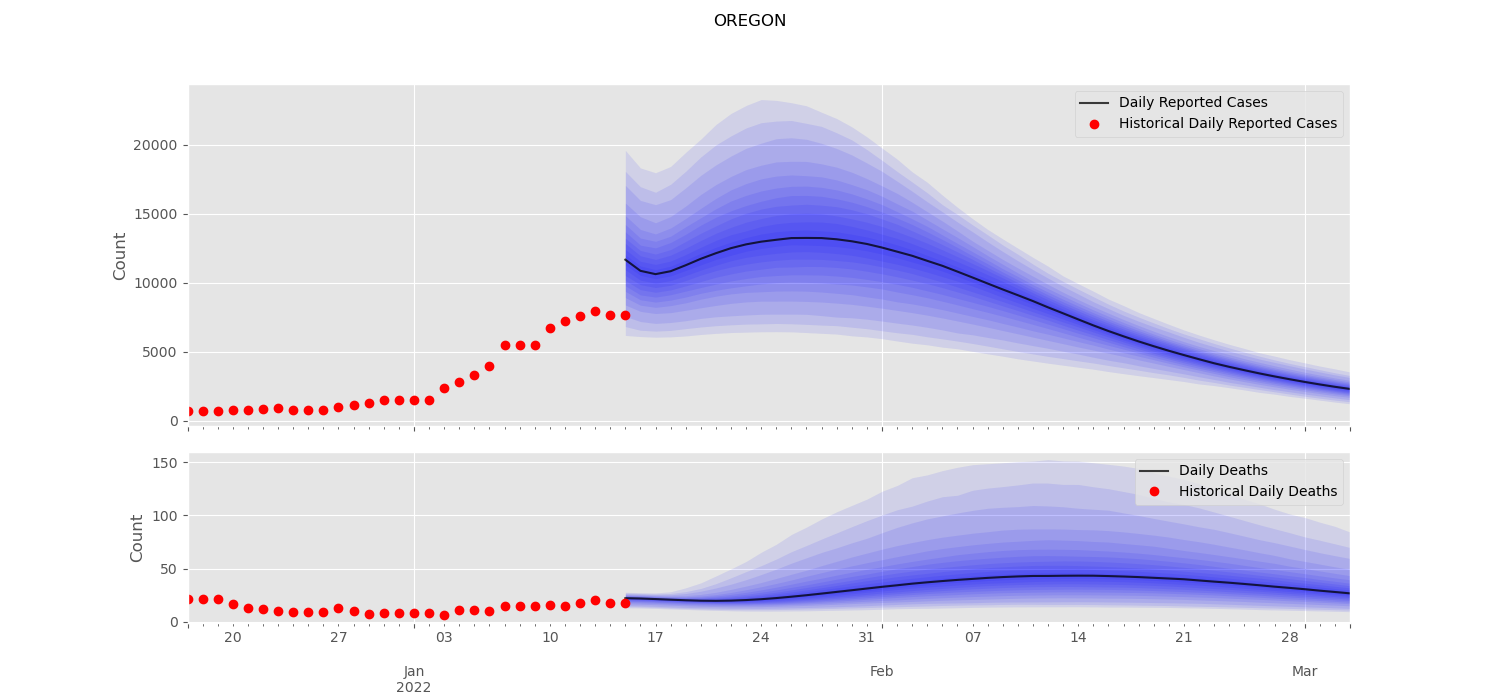 OREGON
Daily Reported Cases
Historical Daily Reported Cases
Count
20000
15000
10000
5000
0
Daily Deaths
Historical Daily Deaths
Count
150
100
50
0
20 27 03 10 17 24 31 07 14 21 28
Jan Feb Mar
2022